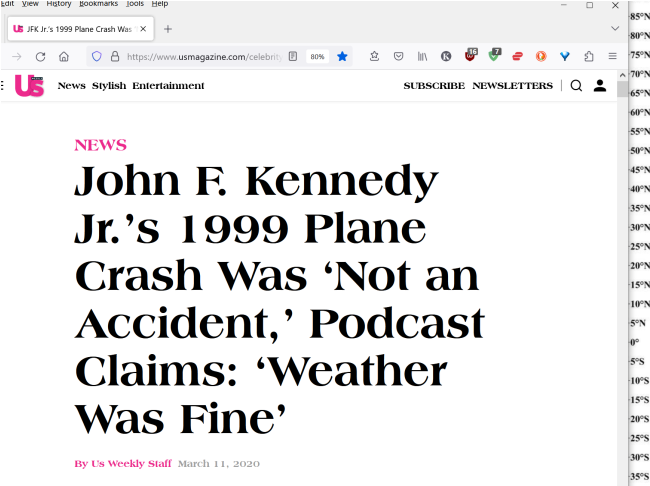 Edit View History Bookmarks Tools Help
Us JFK Jr.'s 1999 Plane Crash Was
https://www.usmagazine.com/celebrit 80% 16 7
Us News Stylish Entertainment SUBSCRIBE NEWSLETTERS
NEWS
John F. Kennedy
Jr.’s 1999 Plane
Crash Was ‘Not an
Accident,’ Podcast
Claims: ‘Weather
Was Fine’
By Us Weekly Staff March 11, 2020
85°N
80°N
75°N
70°N
65°N
60°N
55°N
50°N
45°N
40°N
35°N
30°N
25°N
20°N
15°N
10°N
5°N
0°
5°S
10°S
15°S
20°S
25°S
30°S
35°S